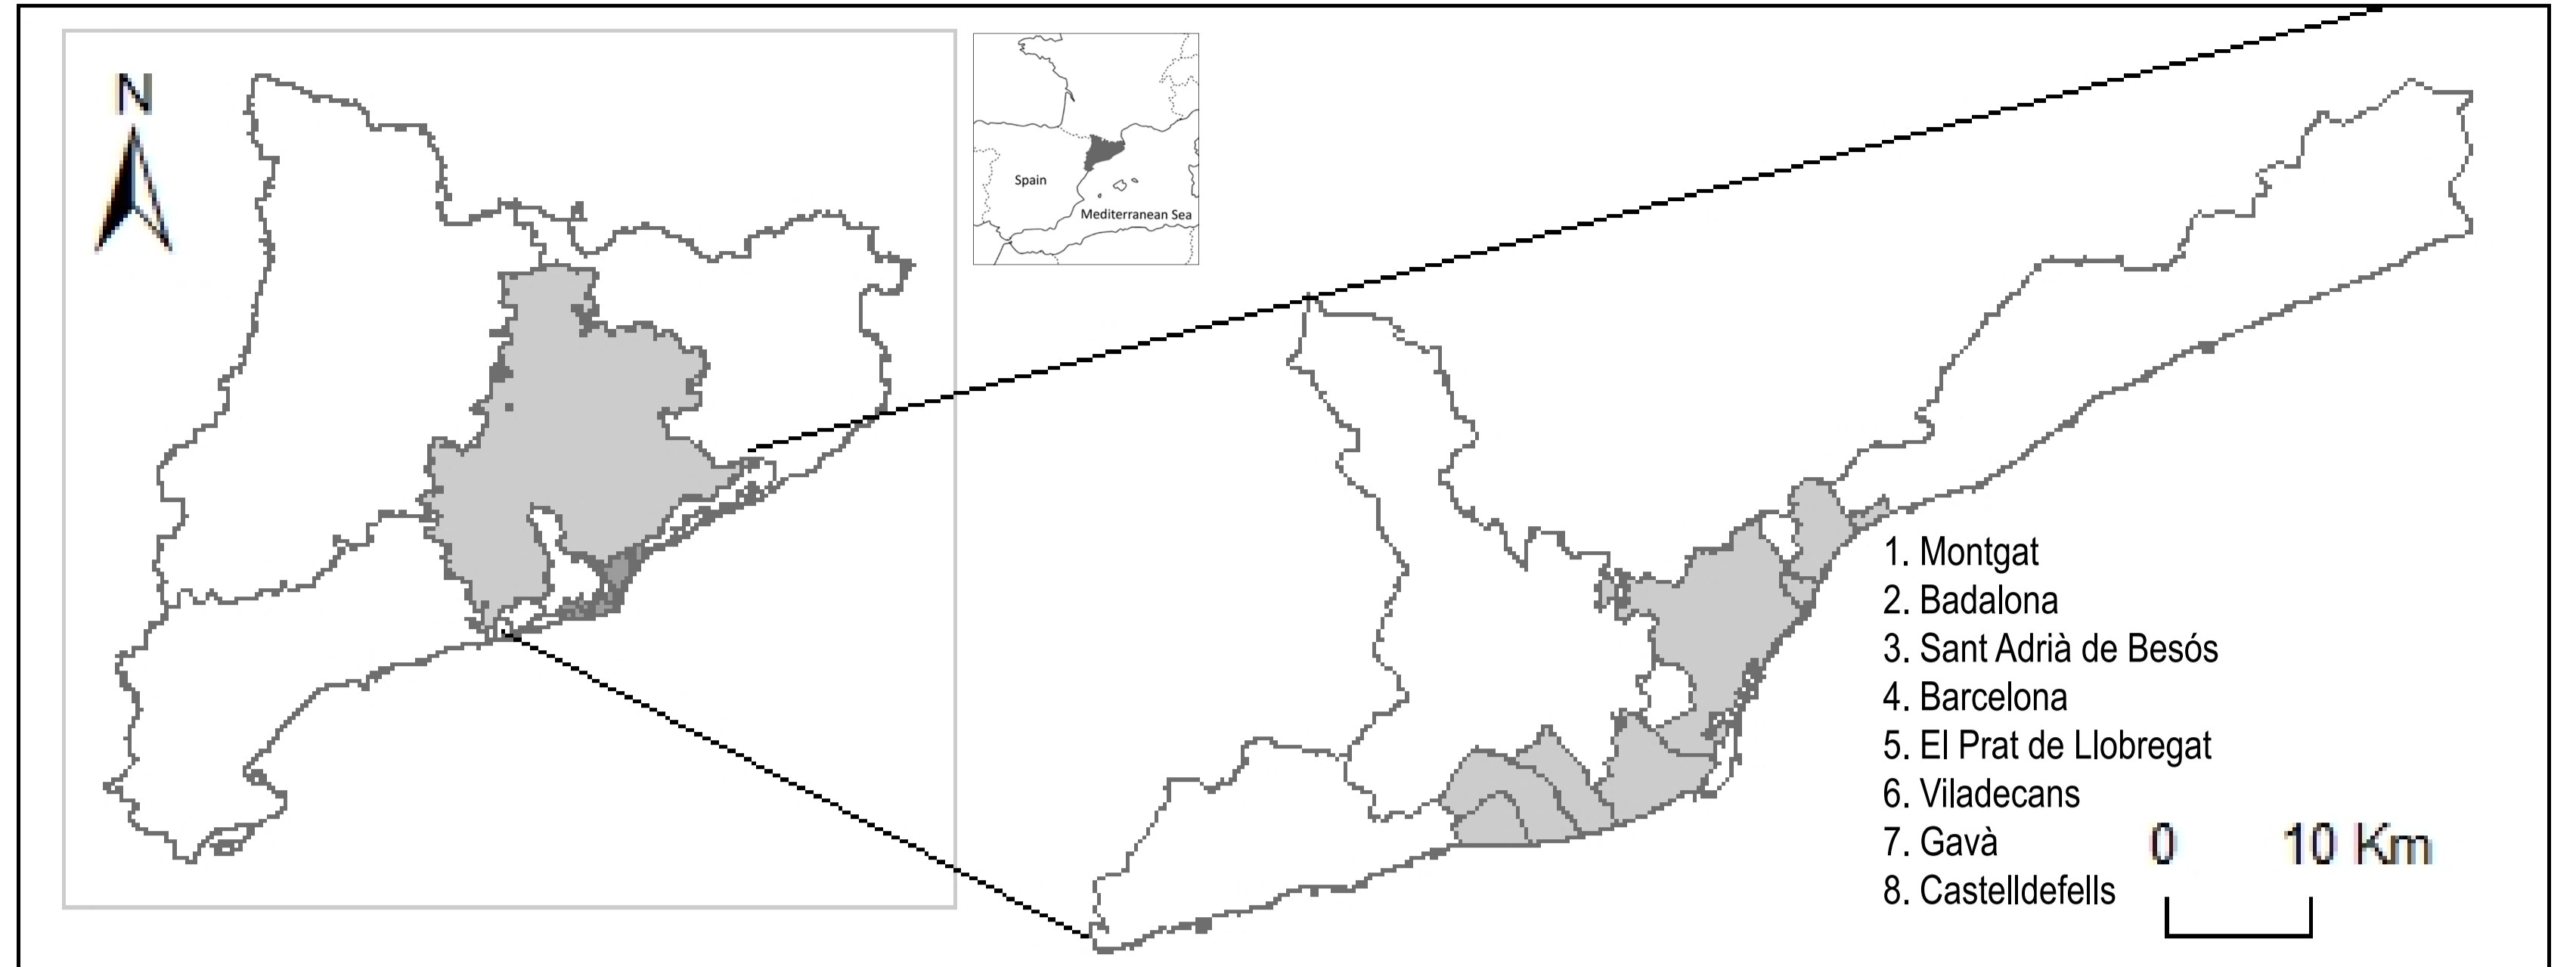 N
Spain
Mediterranean Sea
1. Montgat
2. Badalona
3. Sant Adrià de Besós
4. Barcelona
5. El Prat de Llobregat
6. Viladecans
7. Gavà
8. Castelldefells
0 10 Km